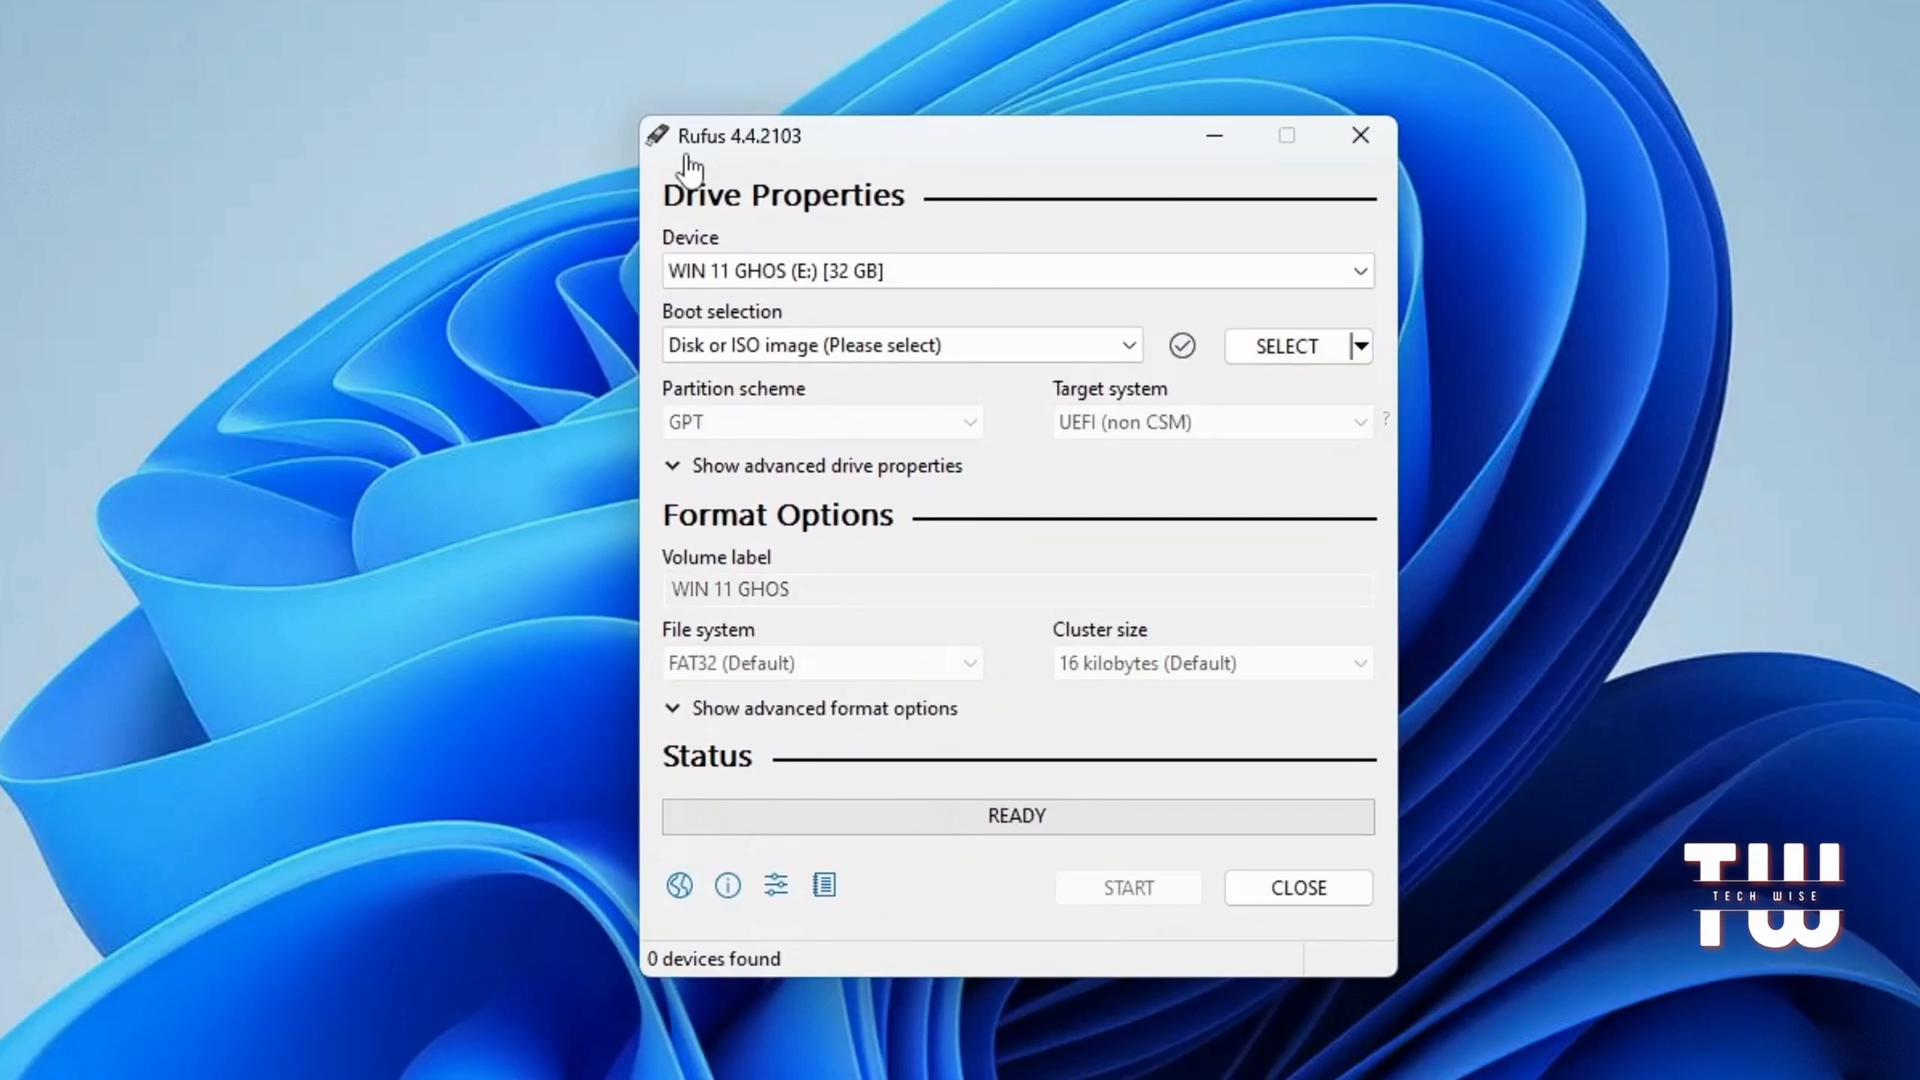 Rufus 4.4.2103
Drive Properties
Device
WIN 11 GHOS (E:) [32 GB]
Boot selection
Disk or ISO image (Please select)
SELECT
Partition scheme
Target system
GPT
UEFI (non CSM)
?
Show advanced drive properties
Format Options
Volume label
WIN 11 GHOS
File system
Cluster size
FAT32 (Default)
16 kilobytes (Default)
Show advanced format options
Status
READY
START
CLOSE
0 devices found
TW
TECH WISE